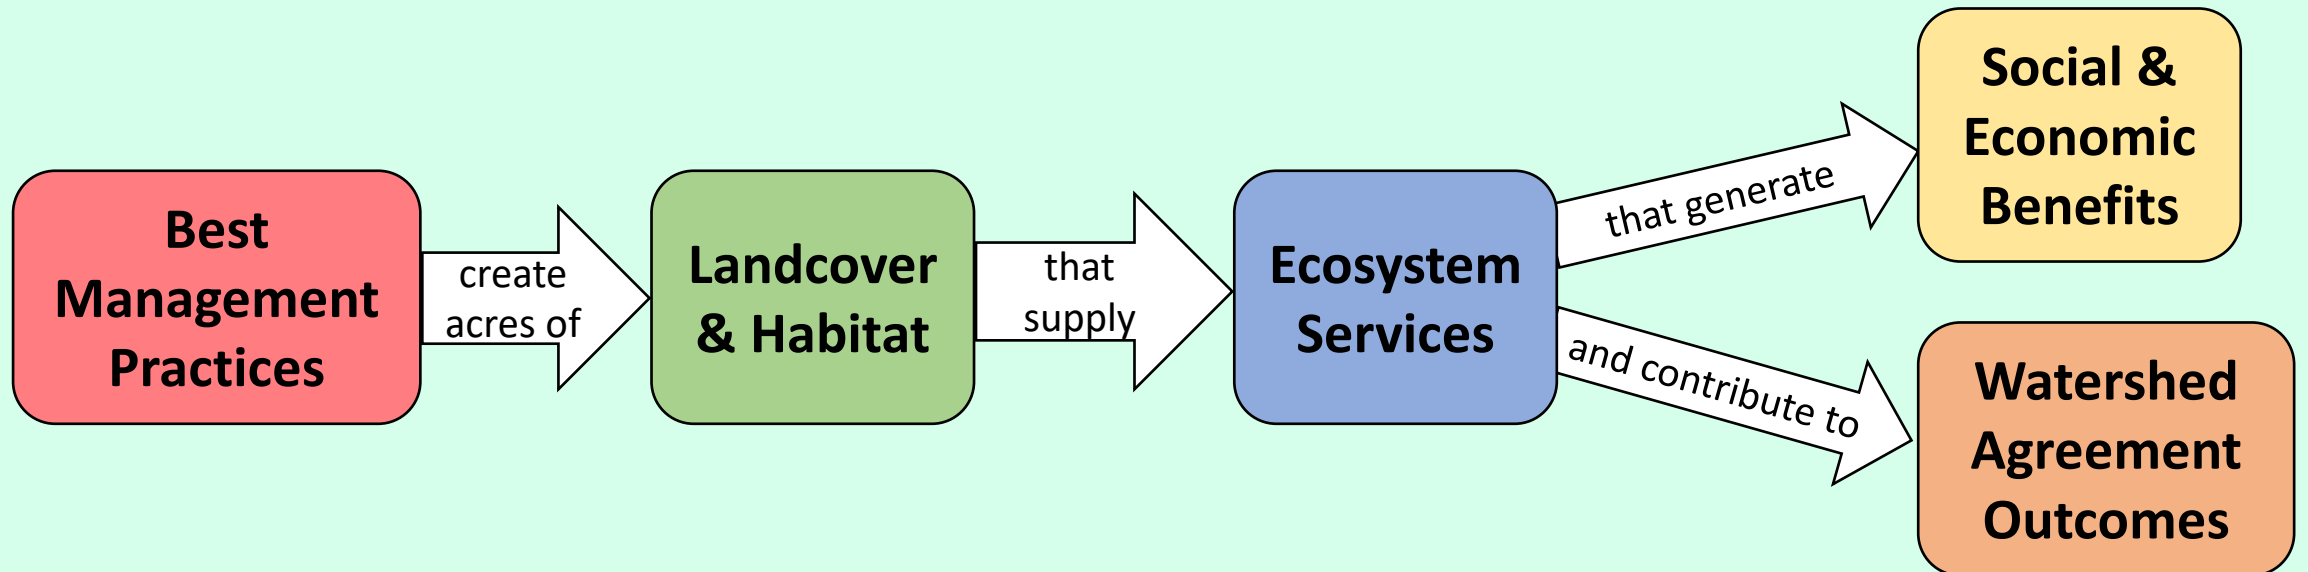 Best
Management
Practices
create
acres of
Landcover
& Habitat
that
supply
Ecosystem
Services
that generate
Social &
Economic
Benefits
and contribute to
Watershed
Agreement
Outcomes